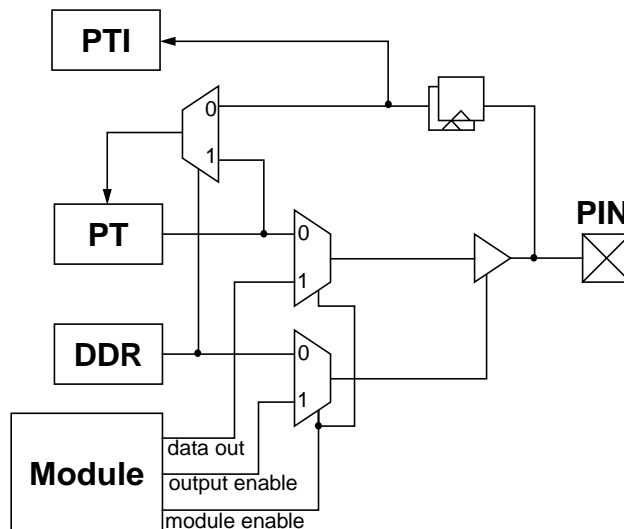 PTI
0
1
PT
PIN
0
1
DDR
0
1
Module
data out
output enable
module enable